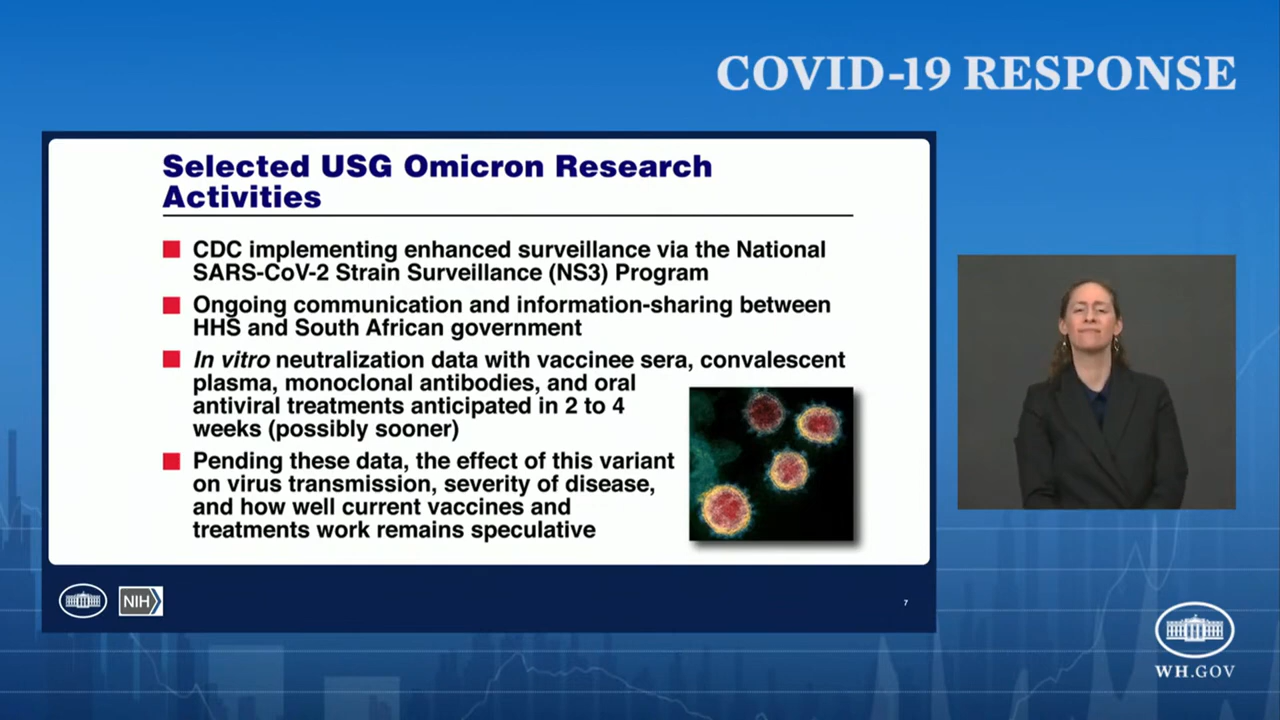 COVID-19 RESPONSE
Selected USG Omicron Research
Activities
CDC implementing enhanced surveillance via the National
SARS-CoV-2 Strain Surveillance (NS3) Program
Ongoing communication and information-sharing between
HHS and South African government
In vitro neutralization data with vaccinee sera, convalescent
plasma, monoclonal antibodies, and oral
antiviral treatments anticipated in 2 to 4
weeks (possibly sooner)
Pending these data, the effect of this variant
on virus transmission, severity of disease,
and how well current vaccines and
treatments work remains speculative
NIH
7
WH.GOV